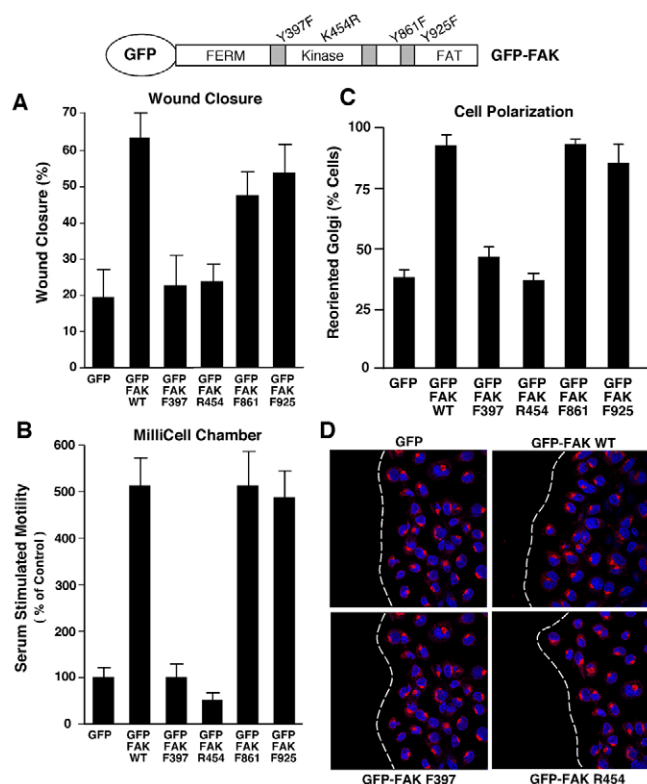 Y397F
K454R
Y861F
Y925F
GFP
FERM
Kinase
FAT
GFP-FAK
A
Wound Closure
Wound Closure (%)
70
60
50
40
30
20
10
0
GFP
GFP FAK WT
GFP FAK F397
GFP FAK R454
GFP FAK F861
GFP FAK F925
C
Cell Polarization
Reoriented Golgi (% Cells)
100
75
50
25
0
GFP
GFP FAK WT
GFP FAK F397
GFP FAK R454
GFP FAK F861
GFP FAK F925
B
MilliCell Chamber
Serum Stimulated Motility
( % of Control)
600
500
400
300
200
100
0
GFP
GFP FAK WT
GFP FAK F397
GFP FAK R454
GFP FAK F861
GFP FAK F925
D
GFP
GFP-FAK WT
GFP-FAK F397
GFP-FAK R454